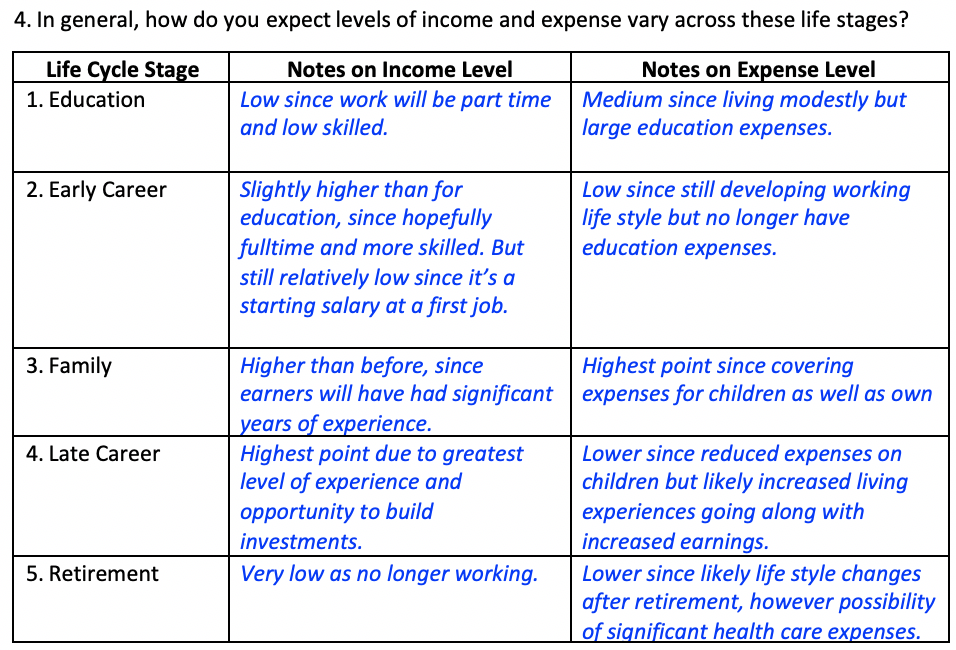 4. In general, how do you expect levels of income and expense vary across these life stages?
Life Cycle Stage
Notes on Income Level
Notes on Expense Level
1. Education
Low since work will be part time
and low skilled.
Medium since living modestly but
large education expenses.
2. Early Career
Slightly higher than for
education, since hopefully
fulltime and more skilled. But
still relatively low since it’s a
starting salary at a first job.
Low since still developing working
life style but no longer have
education expenses.
3. Family
Higher than before, since
earners will have had significant
years of experience.
Highest point since covering
expenses for children as well as own
4. Late Career
Highest point due to greatest
level of experience and
opportunity to build
investments.
Lower since reduced expenses on
children but likely increased living
experiences going along with
increased earnings.
5. Retirement
Very low as no longer working.
Lower since likely life style changes
after retirement, however possibility
of significant health care expenses.